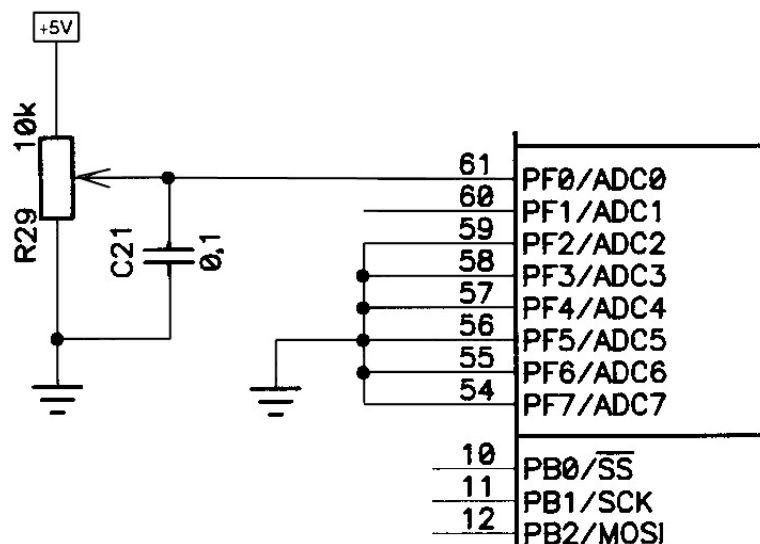 +5V
10k
R29
C21
0,1
61 PF0/ADC0
60 PF1/ADC1
59 PF2/ADC2
58 PF3/ADC3
57 PF4/ADC4
56 PF5/ADC5
55 PF6/ADC6
54 PF7/ADC7
10 PB0/SS
11 PB1/SCK
12 PB2/MOSI